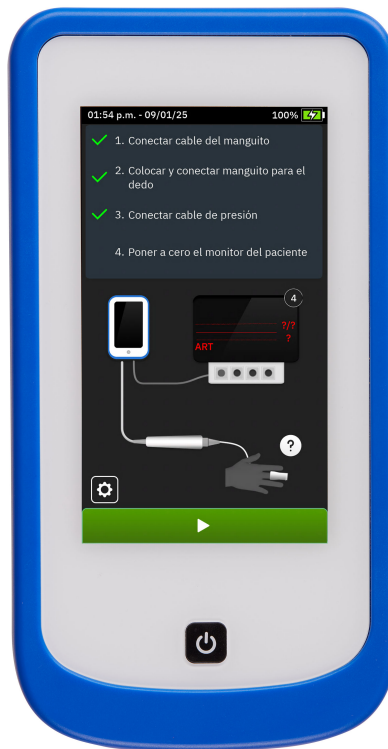 01:54 p.m. - 09/01/25 100%
1. Conectar cable del manguito
2. Colocar y conectar manguito para el
dedo
3. Conectar cable de presión
4. Poner a cero el monitor del paciente
4
?/?
?
ART
?